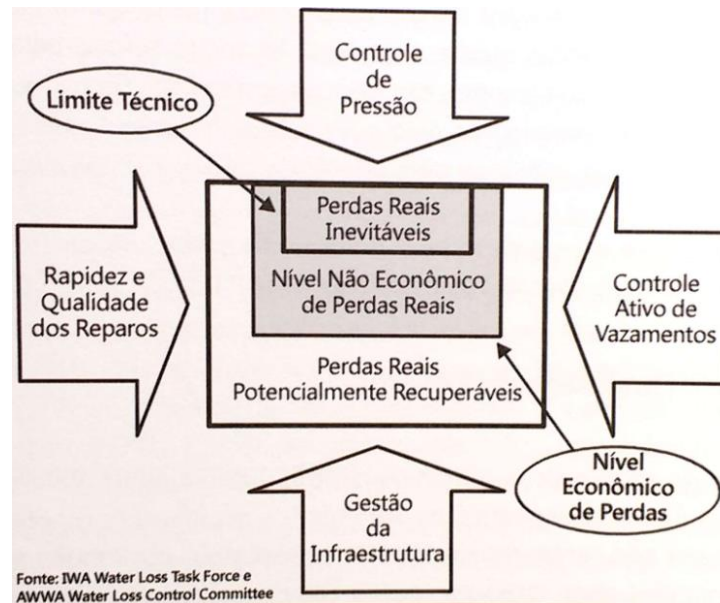 Controle
de
Pressão
Limite Técnico
Perdas Reais
Inevitáveis
Nível Não Econômico
de Perdas Reais
Rapidez e
Qualidade
dos Reparos
Controle
Ativo de
Vazamentos
Perdas Reais
Potencialmente Recuperáveis
Nível
Econômico
de Perdas
Gestão
da
Infraestrutura
Fonte: IWA Water Loss Task Force e
AWWA Water Loss Control Committee